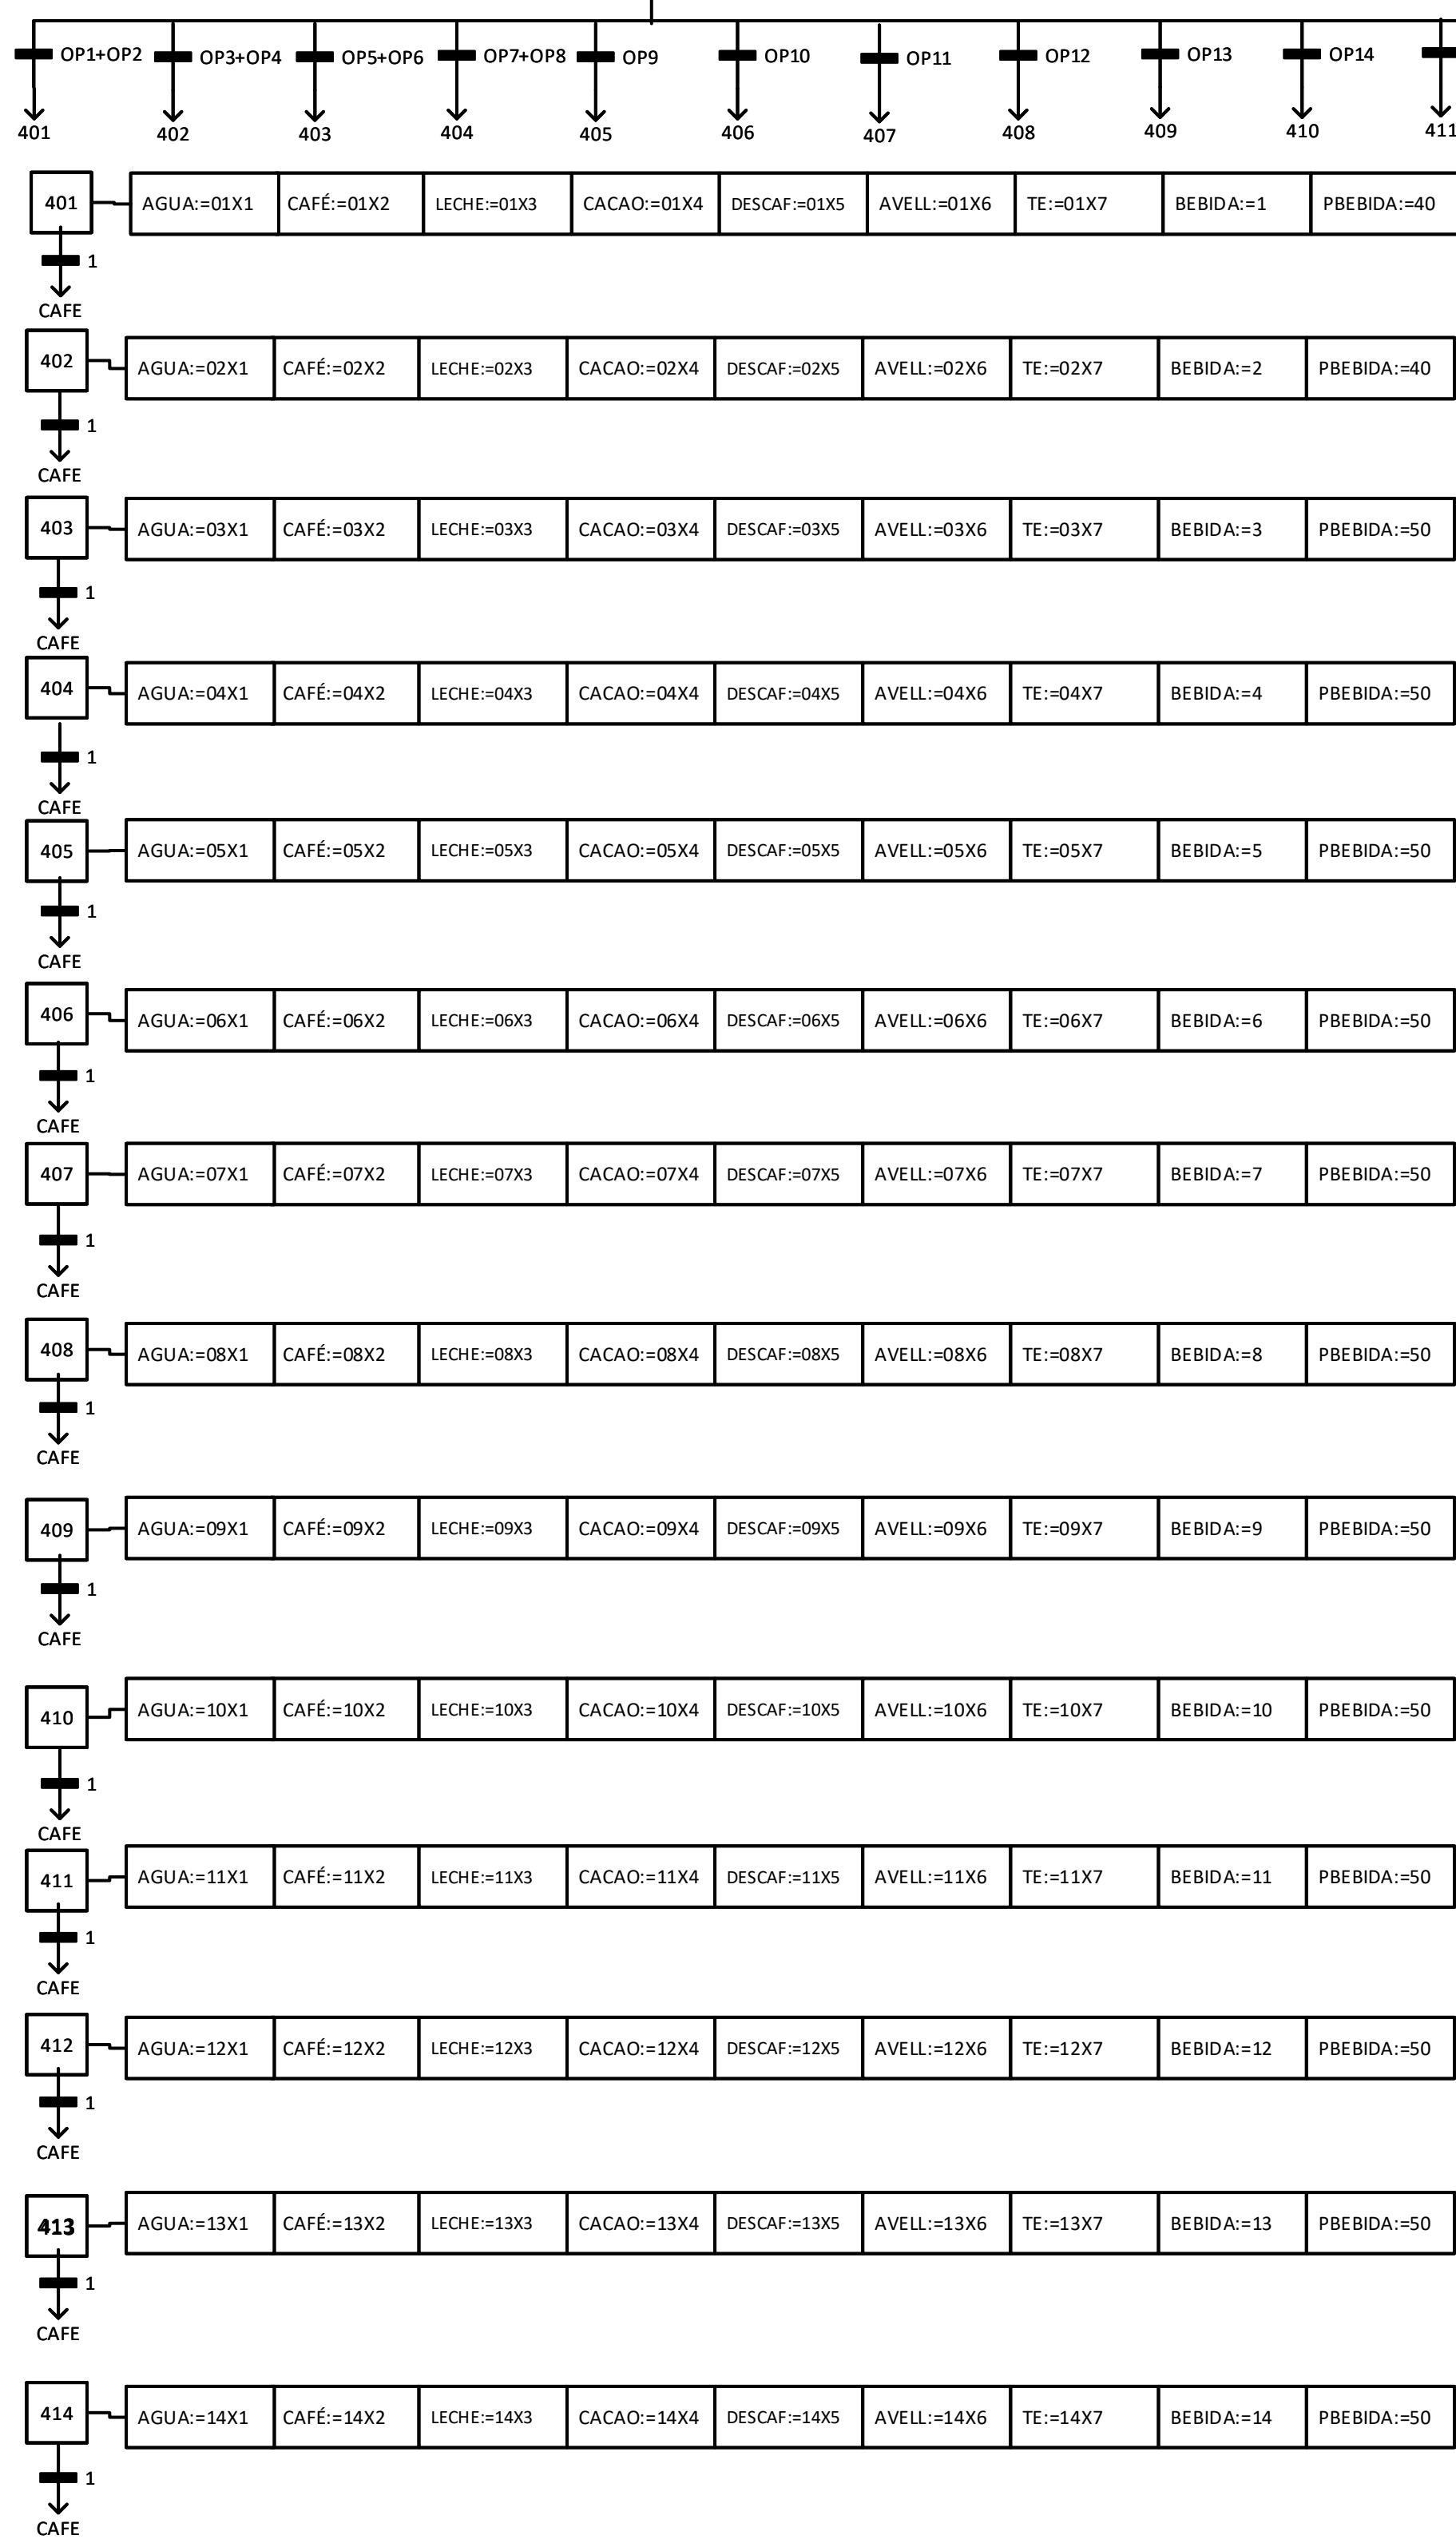 OP1+OP2 OP3+OP4 OP5+OP6 OP7+OP8 OP9 OP10 OP11 OP12 OP13 OP14
401 402 403 404 405 406 407 408 409 410 411
401 AGUA:=01X1 CAFÉ:=01X2 LECHE:=01X3 CACAO:=01X4 DESCAF:=01X5 AVELL:=01X6 TE:=01X7 BEBIDA:=1 PBEBIDA:=40
1
CAFE
402 AGUA:=02X1 CAFÉ:=02X2 LECHE:=02X3 CACAO:=02X4 DESCAF:=02X5 AVELL:=02X6 TE:=02X7 BEBIDA:=2 PBEBIDA:=40
1
CAFE
403 AGUA:=03X1 CAFÉ:=03X2 LECHE:=03X3 CACAO:=03X4 DESCAF:=03X5 AVELL:=03X6 TE:=03X7 BEBIDA:=3 PBEBIDA:=50
1
CAFE
404 AGUA:=04X1 CAFÉ:=04X2 LECHE:=04X3 CACAO:=04X4 DESCAF:=04X5 AVELL:=04X6 TE:=04X7 BEBIDA:=4 PBEBIDA:=50
1
CAFE
405 AGUA:=05X1 CAFÉ:=05X2 LECHE:=05X3 CACAO:=05X4 DESCAF:=05X5 AVELL:=05X6 TE:=05X7 BEBIDA:=5 PBEBIDA:=50
1
CAFE
406 AGUA:=06X1 CAFÉ:=06X2 LECHE:=06X3 CACAO:=06X4 DESCAF:=06X5 AVELL:=06X6 TE:=06X7 BEBIDA:=6 PBEBIDA:=50
1
CAFE
407 AGUA:=07X1 CAFÉ:=07X2 LECHE:=07X3 CACAO:=07X4 DESCAF:=07X5 AVELL:=07X6 TE:=07X7 BEBIDA:=7 PBEBIDA:=50
1
CAFE
408 AGUA:=08X1 CAFÉ:=08X2 LECHE:=08X3 CACAO:=08X4 DESCAF:=08X5 AVELL:=08X6 TE:=08X7 BEBIDA:=8 PBEBIDA:=50
1
CAFE
409 AGUA:=09X1 CAFÉ:=09X2 LECHE:=09X3 CACAO:=09X4 DESCAF:=09X5 AVELL:=09X6 TE:=09X7 BEBIDA:=9 PBEBIDA:=50
1
CAFE
410 AGUA:=10X1 CAFÉ:=10X2 LECHE:=10X3 CACAO:=10X4 DESCAF:=10X5 AVELL:=10X6 TE:=10X7 BEBIDA:=10 PBEBIDA:=50
1
CAFE
411 AGUA:=11X1 CAFÉ:=11X2 LECHE:=11X3 CACAO:=11X4 DESCAF:=11X5 AVELL:=11X6 TE:=11X7 BEBIDA:=11 PBEBIDA:=50
1
CAFE
412 AGUA:=12X1 CAFÉ:=12X2 LECHE:=12X3 CACAO:=12X4 DESCAF:=12X5 AVELL:=12X6 TE:=12X7 BEBIDA:=12 PBEBIDA:=50
1
CAFE
413 AGUA:=13X1 CAFÉ:=13X2 LECHE:=13X3 CACAO:=13X4 DESCAF:=13X5 AVELL:=13X6 TE:=13X7 BEBIDA:=13 PBEBIDA:=50
1
CAFE
414 AGUA:=14X1 CAFÉ:=14X2 LECHE:=14X3 CACAO:=14X4 DESCAF:=14X5 AVELL:=14X6 TE:=14X7 BEBIDA:=14 PBEBIDA:=50
1
CAFE